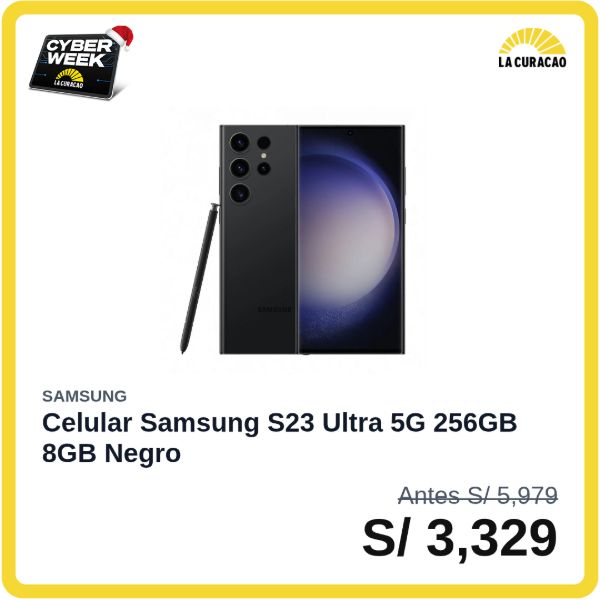 CYBER
WEEK
LA CURACAO
LA CURACAO
SAMSUNG
SAMSUNG
Celular Samsung S23 Ultra 5G 256GB
8GB Negro
Antes S/ 5,979
S/ 3,329